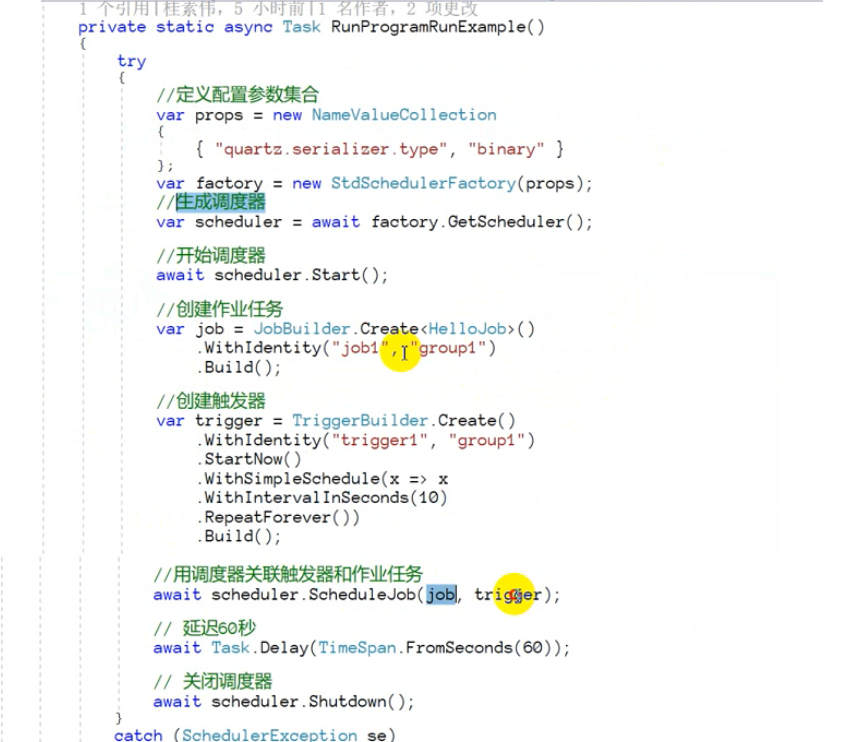 1 个引用|桂素伟，5 小时前|1 名作者，2 项更改
private static async Task RunProgramRunExample()
{
try
{
//定义配置参数集合
var props = new NameValueCollection
{
{ "quartz.serializer.type", "binary" }
};
var factory = new StdSchedulerFactory(props);
//生成调度器
var scheduler = await factory.GetScheduler();
//开始调度器
await scheduler.Start();
//创建作业任务
var job = JobBuilder.Create<HelloJob>()
.WithIdentity("job1", "group1")
.Build();
//创建触发器
var trigger = TriggerBuilder.Create()
.WithIdentity("trigger1", "group1")
.StartNow()
.WithSimpleSchedule(x => x
.WithIntervalInSeconds(10)
.RepeatForever())
.Build();
//用调度器关联触发器和作业任务
await scheduler.ScheduleJob(job, trigger);
// 延迟60秒
await Task.Delay(TimeSpan.FromSeconds(60));
// 关闭调度器
await scheduler.Shutdown();
}
catch (SchedulerException se)